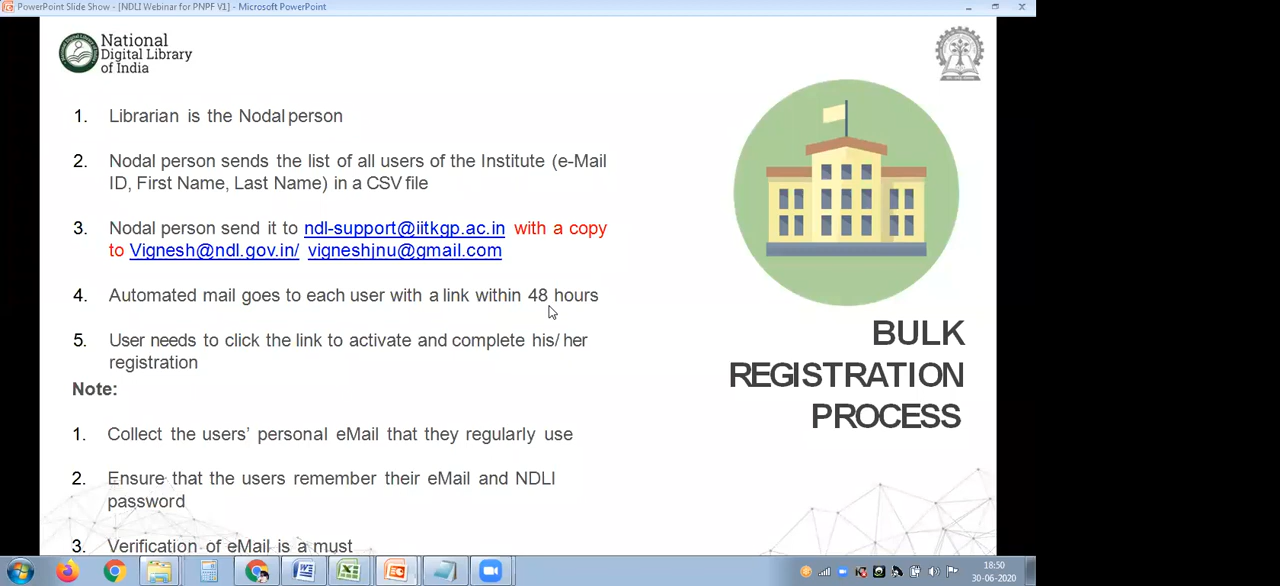 PowerPoint Slide Show - [NDLI Webinar for PNPF V1] - Microsoft PowerPoint
National
Digital Library
of India
1. Librarian is the Nodal person
2. Nodal person sends the list of all users of the Institute (e-Mail
ID, First Name, Last Name) in a CSV file
3. Nodal person send it to ndl-support@iitkgp.ac.in with a copy
to Vignesh@ndl.gov.in/ vigneshjnu@gmail.com
4. Automated mail goes to each user with a link within 48 hours
5. User needs to click the link to activate and complete his/her
registration
Note:
1. Collect the users' personal eMail that they regularly use
2. Ensure that the users remember their eMail and NDLI
password
3. Verification of eMail is a must
BULK
REGISTRATION
PROCESS
18:50
30-06-2020